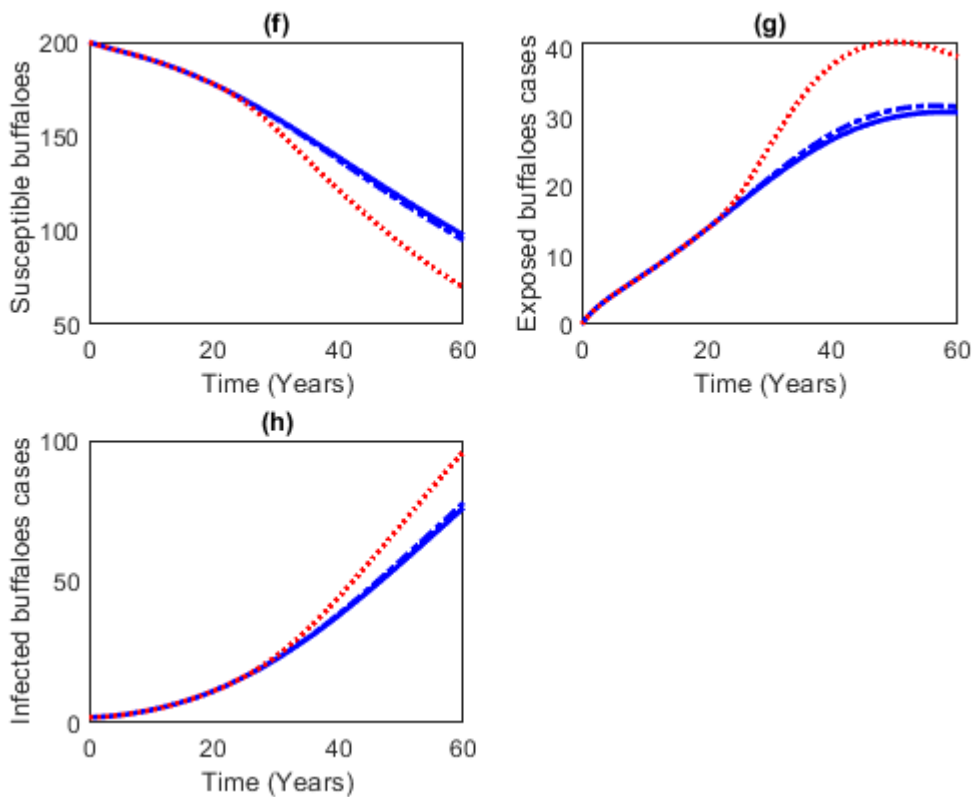 (f)
200
150
100
50
Susceptible buffaloes
0 20 40 60
Time (Years)
(g)
40
30
20
10
0
Exposed buffaloes cases
0 20 40 60
Time (Years)
(h)
100
50
0
Infected buffaloes cases
0 20 40 60
Time (Years)